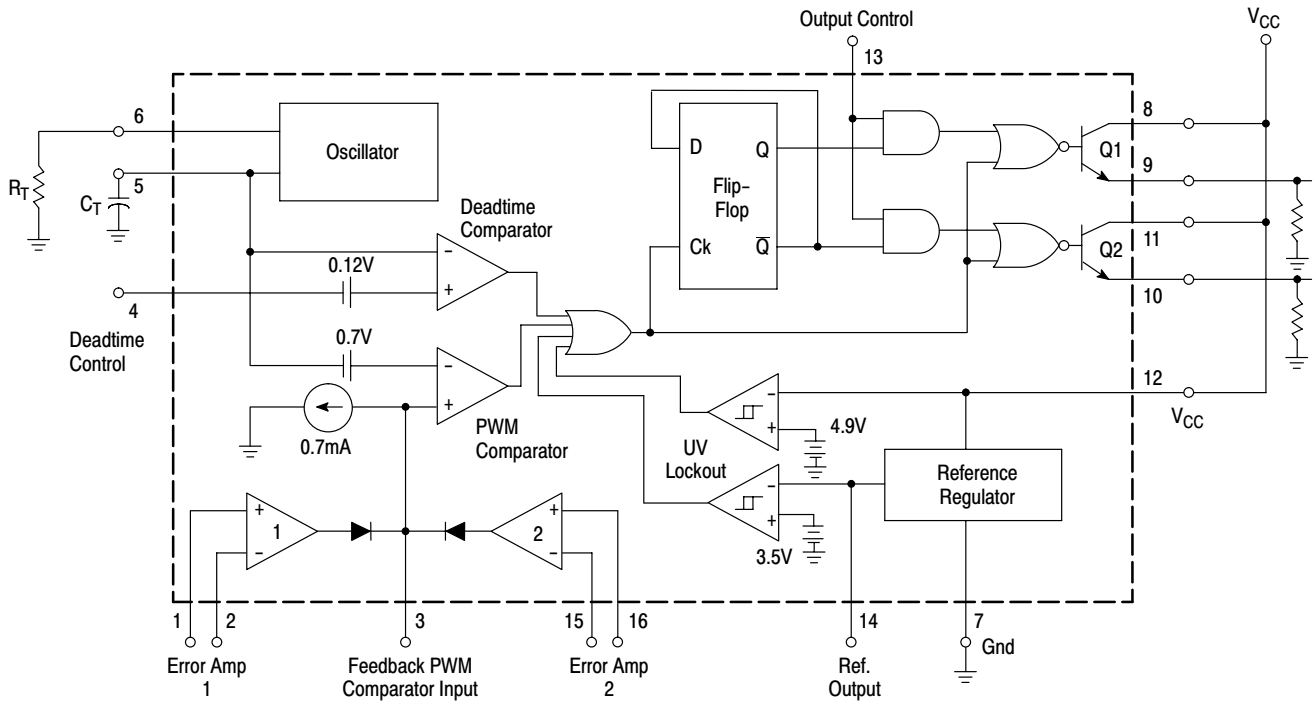 Output Control
VCC
13
6
Oscillator
RT
5
CT
D
Q
Flip-
Flop
Ck
Q̅
8
Q1
9
11
Q2
10
Deadtime
Comparator
0.12V
-
+
4
Deadtime
Control
0.7V
-
+
PWM
Comparator
0.7mA
12
VCC
-
+
4.9V
UV
Lockout
-
+
3.5V
Reference
Regulator
+
1
-
+
2
-
1
2
3
15
16
14
7
Gnd
Error Amp
1
Feedback PWM
Comparator Input
Error Amp
2
Ref.
Output